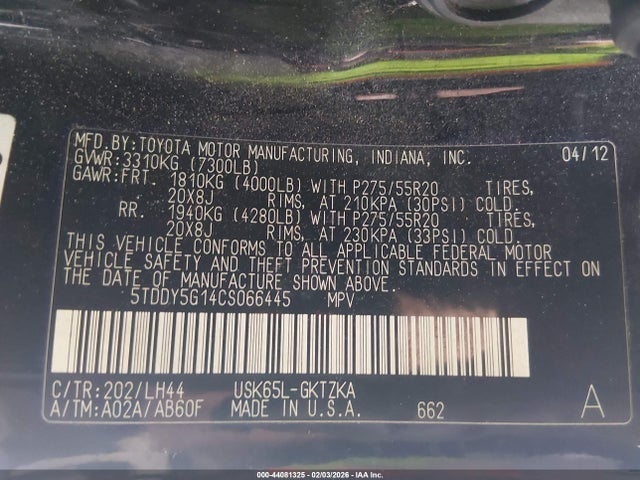 MFD.BY:TOYOTA MOTOR MANUFACTURING, INDIANA, INC. 04/12
GVWR:3310KG (7300LB)
GAWR:FRT. 1810KG (4000LB) WITH P275/55R20 TIRES,
20X8J RIMS, AT 210KPA (30PSI) COLD.
RR. 1940KG (4280LB) WITH P275/55R20 TIRES,
20X8J RIMS, AT 230KPA (33PSI) COLD.
THIS VEHICLE CONFORMS TO ALL APPLICABLE FEDERAL MOTOR
VEHICLE SAFETY AND THEFT PREVENTION STANDARDS IN EFFECT ON
THE DATE OF MANUFACTURE SHOWN ABOVE.
5TDDY5G14CS066445 MPV
C/TR:202/LH44 USK65L-GKTZKA
A/TM:A02A/AB60F MADE IN U.S.A. 662 A
000-44081325 - 02/03/2026 - IAA Inc.